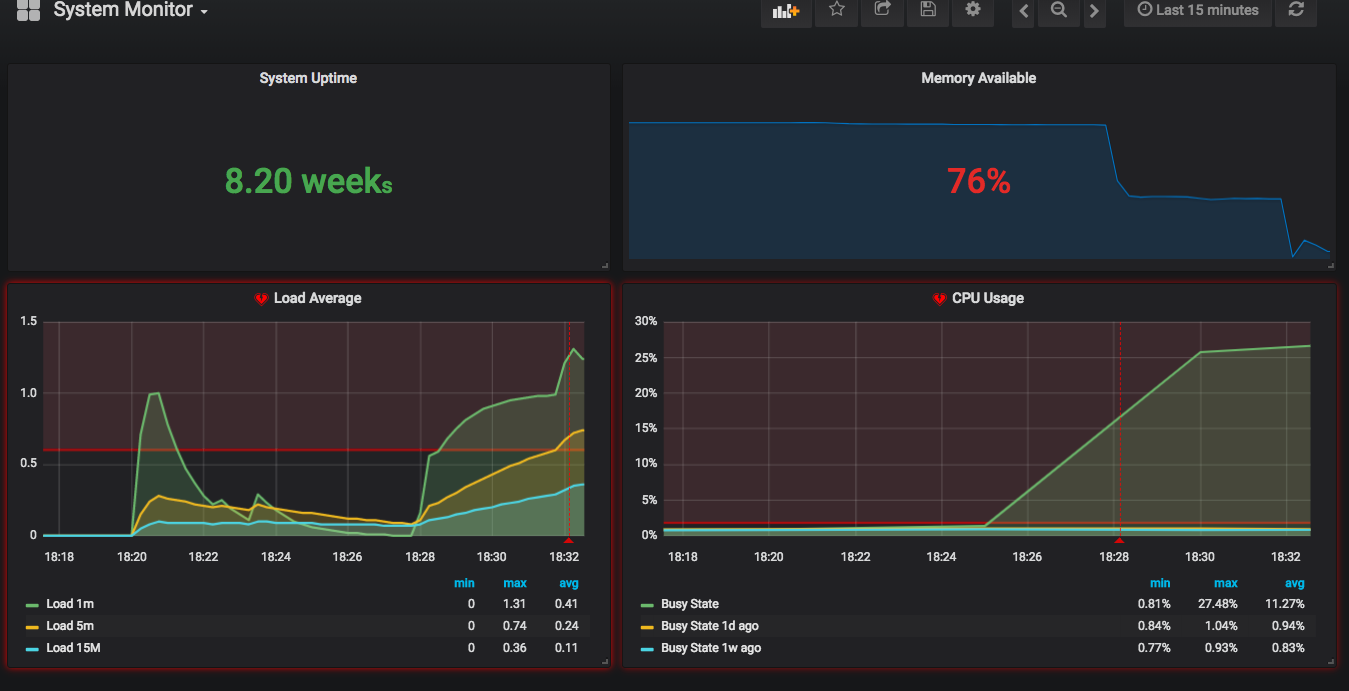 System Monitor
Last 15 minutes
System Uptime
8.20 weeks
Memory Available
76%
Load Average
1.5
1.0
0.5
0
18:18 18:20 18:22 18:24 18:26 18:28 18:30 18:32
min max avg
Load 1m 0 1.31 0.41
Load 5m 0 0.74 0.24
Load 15M 0 0.36 0.11
CPU Usage
30%
25%
20%
15%
10%
5%
0%
18:18 18:20 18:22 18:24 18:26 18:28 18:30 18:32
min max avg
Busy State 0.81% 27.48% 11.27%
Busy State 1d ago 0.84% 1.04% 0.94%
Busy State 1w ago 0.77% 0.93% 0.83%